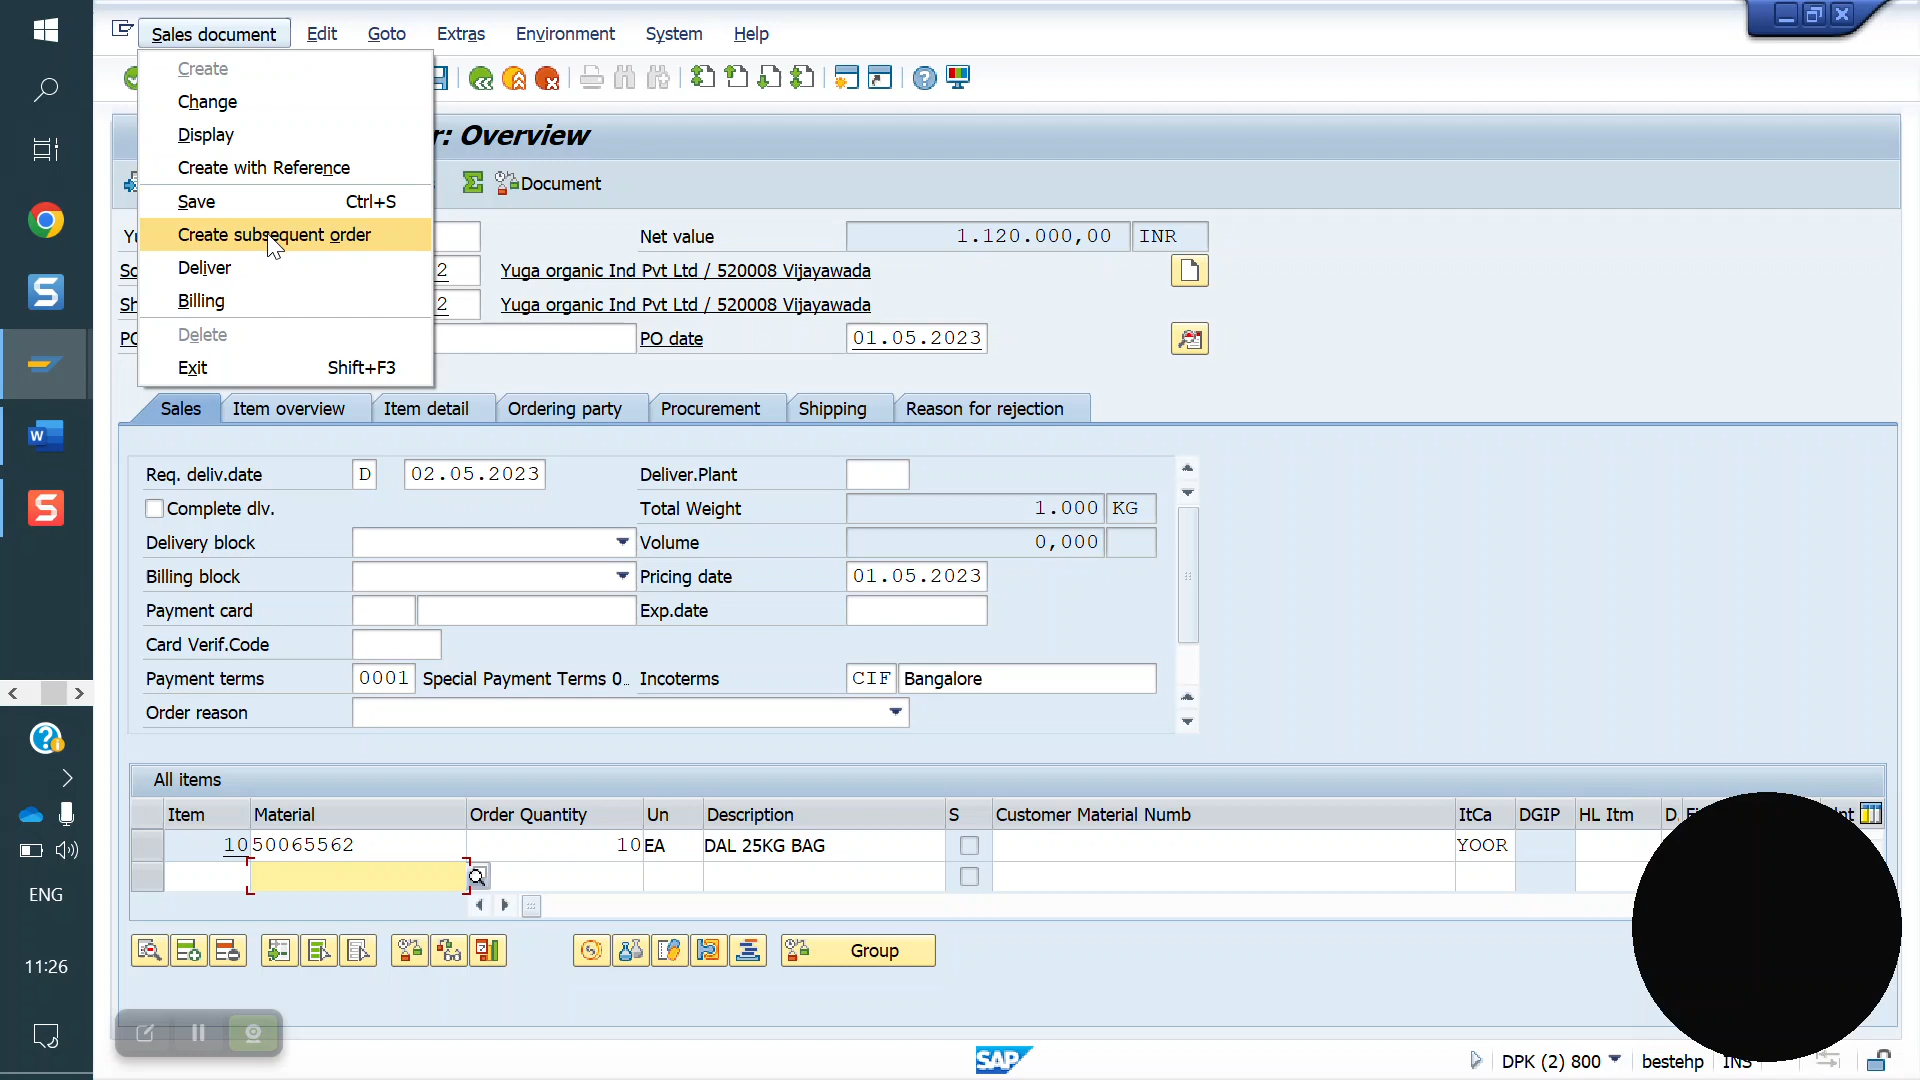 Sales document Edit Goto Extras Environment System Help
Create
Change
Display
Create with Reference
Save Ctrl+S
Create subsequent order
Deliver
Billing
Delete
Exit Shift+F3
r: Overview
Document
Net value 1.120.000,00 INR
2 Yuga organic Ind Pvt Ltd / 520008 Vijayawada
2 Yuga organic Ind Pvt Ltd / 520008 Vijayawada
PO date 01.05.2023
Sales Item overview Item detail Ordering party Procurement Shipping Reason for rejection
Req. deliv.date D 02.05.2023 Deliver.Plant
Complete dlv. Total Weight 1.000 KG
Delivery block Volume 0,000
Billing block Pricing date 01.05.2023
Payment card Exp.date
Card Verif.Code
Payment terms 0001 Special Payment Terms 0.. Incoterms CIF Bangalore
Order reason
All items
Item Material Order Quantity Un Description S Customer Material Numb ItCa DGIP HL Itm D.
10 50065562 10 EA DAL 25KG BAG YOOR
Group
ENG
11:26
SAP DPK (2) 800 bestehp INS